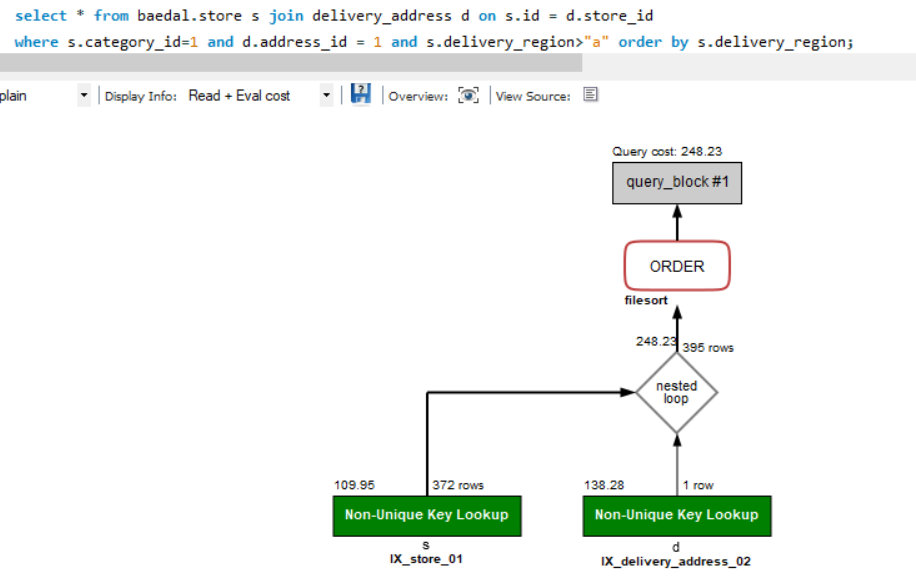 select * from baedal.store s join delivery_address d on s.id = d.store_id
where s.category_id=1 and d.address_id = 1 and s.delivery_region>"a" order by s.delivery_region;
plain
Display Info: Read + Eval cost
Overview:
View Source:
Query cost: 248.23
query_block #1
ORDER
filesort
248.23
395 rows
nested
loop
109.95
372 rows
138.28
1 row
Non-Unique Key Lookup
Non-Unique Key Lookup
s
d
IX_store_01
IX_delivery_address_02